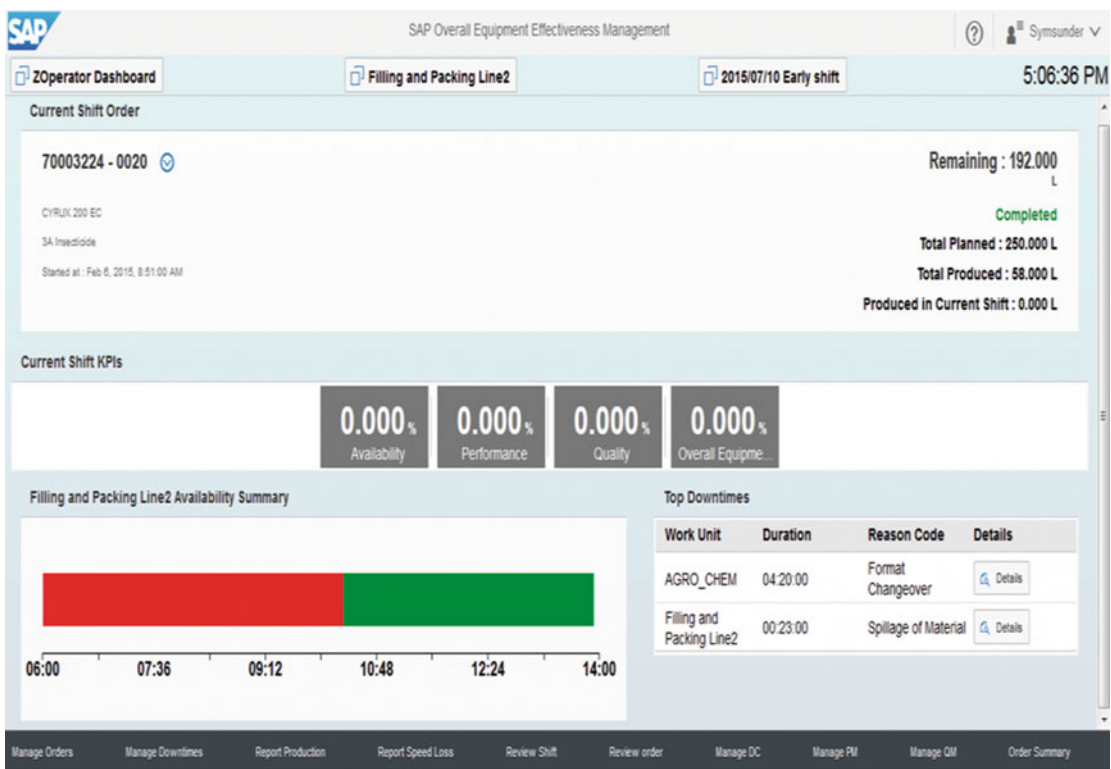 SAP
SAP Overall Equipment Effectiveness Management
Symsunder
ZOperator Dashboard
Filling and Packing Line2
2015/07/10 Early shift
5:06:36 PM
Current Shift Order
70003224 - 0020
Remaining : 192.000
L
CYRUX 200 EC
Completed
3A Insecticide
Total Planned : 250.000 L
Started at : Feb 6, 2015, 8:51:00 AM
Total Produced : 58.000 L
Produced in Current Shift : 0.000 L
Current Shift KPIs
0.000 %
Availability
0.000 %
Performance
0.000 %
Quality
0.000 %
Overall Equipme...
Filling and Packing Line2 Availability Summary
06:00 07:36 09:12 10:48 12:24 14:00
Top Downtimes
Work Unit Duration Reason Code Details
AGRO_CHEM 04:20:00 Format Changeover Details
Filling and Packing Line2 00:23:00 Spillage of Material Details
Manage Orders Manage Downtimes Report Production Report Speed Loss Review Shift Review order Manage DC Manage PM Manage QM Order Summary